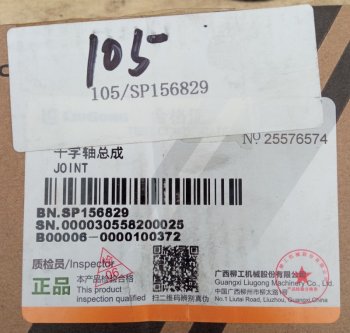 105
105/SP156829
LiuGong
No 25576574
十字轴总成
JOINT
BN.SP156829
SN.000030558200025
B00006-0000100372
质检员/Inspector
正品
本产品检验合格
This product
inspection qualified
扫二维码辨别真伪
广西柳工机械股份有限公司
Guangxi Liugong Machinery Co., Ltd.
中国广西柳州市柳太路1号
No.1 Liutai Road, Liuzhou, Guangxi, China